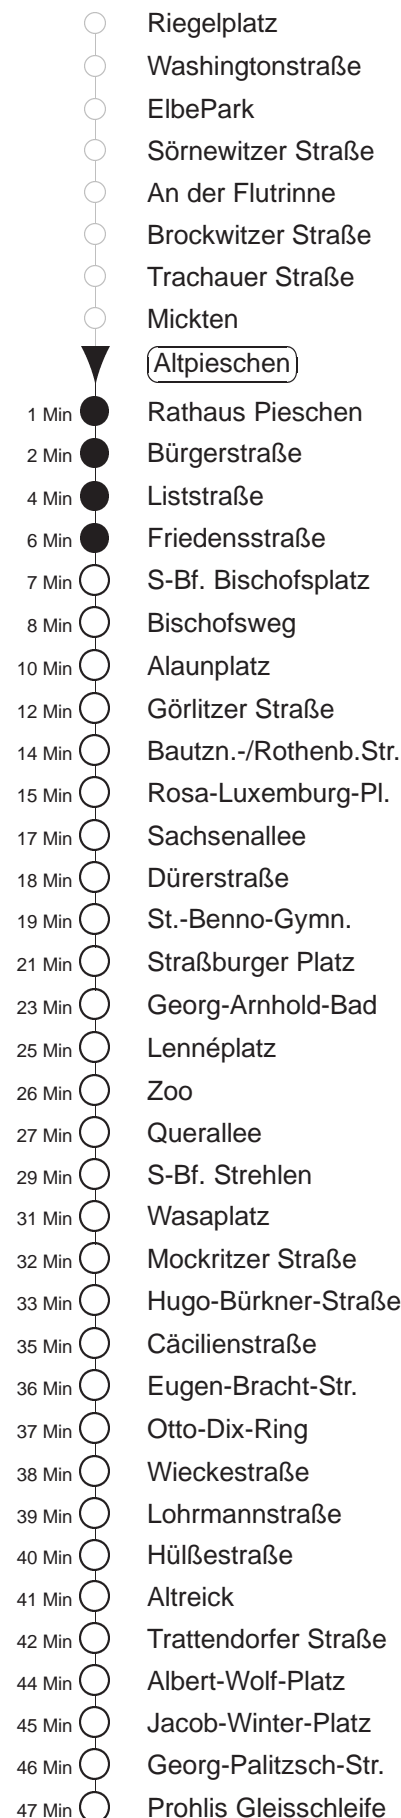 Riegelplatz
Washingtonstraße
ElbePark
Sörnewitzer Straße
An der Flutrinne
Brockwitzer Straße
Trachauer Straße
Mickten
Altpieschen
1 Min Rathaus Pieschen
2 Min Bürgerstraße
4 Min Liststraße
6 Min Friedensstraße
7 Min S-Bf. Bischofsplatz
8 Min Bischofsweg
10 Min Alaunplatz
12 Min Görlitzer Straße
14 Min Bautzn.-/Rothenb.Str.
15 Min Rosa-Luxemburg-Pl.
17 Min Sachsenallee
18 Min Dürerstraße
19 Min St.-Benno-Gymn.
21 Min Straßburger Platz
23 Min Georg-Arnhold-Bad
25 Min Lennéplatz
26 Min Zoo
27 Min Querallee
29 Min S-Bf. Strehlen
31 Min Wasaplatz
32 Min Mockritzer Straße
33 Min Hugo-Bürkner-Straße
35 Min Cäcilienstraße
36 Min Eugen-Bracht-Str.
37 Min Otto-Dix-Ring
38 Min Wieckestraße
39 Min Lohrmannstraße
40 Min Hülßestraße
41 Min Altreick
42 Min Trattendorfer Straße
44 Min Albert-Wolf-Platz
45 Min Jacob-Winter-Platz
46 Min Georg-Palitzsch-Str.
47 Min Prohlis Gleisschleife